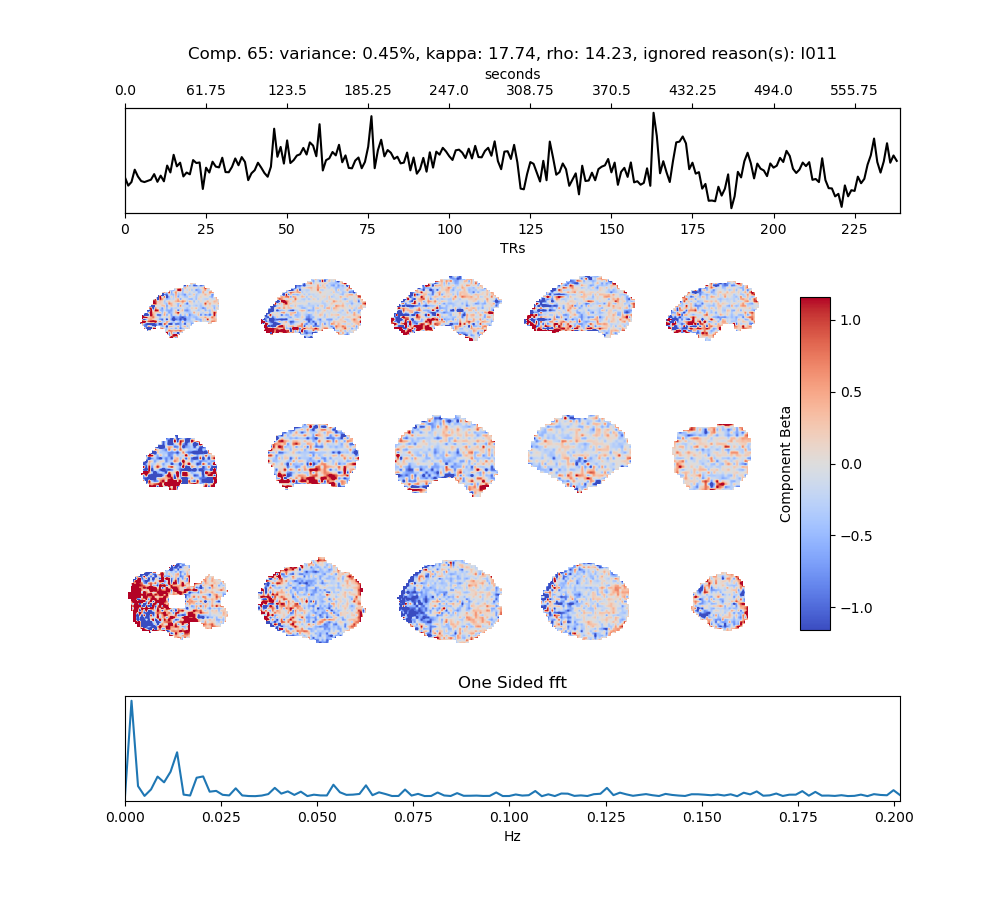 Comp. 65: variance: 0.45%, kappa: 17.74, rho: 14.23, ignored reason(s): I011
seconds
0.0 61.75 123.5 185.25 247.0 308.75 370.5 432.25 494.0 555.75
0 25 50 75 100 125 150 175 200 225
TRs
1.0
0.5
0.0
−0.5
−1.0
Component Beta
One Sided fft
0.000 0.025 0.050 0.075 0.100 0.125 0.150 0.175 0.200
Hz